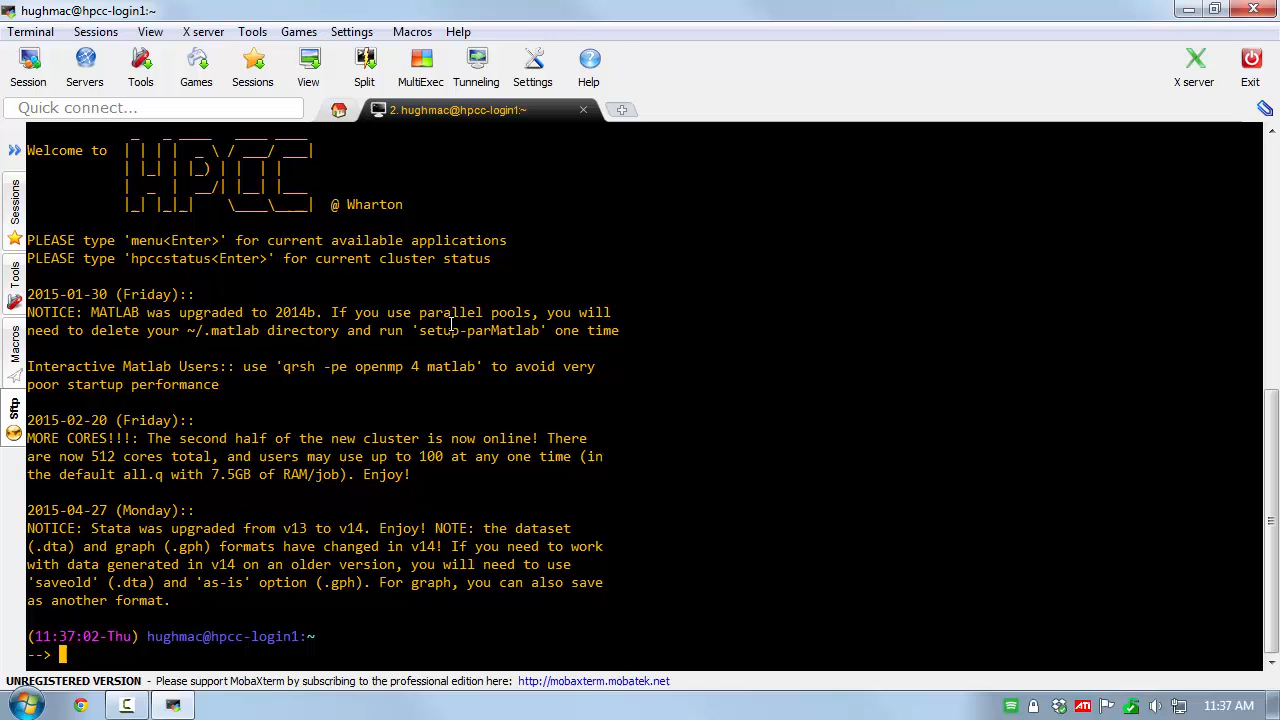 hughmac@hpcc-login1:~
Terminal Sessions View X server Tools Games Settings Macros Help
Session Servers Tools Games Sessions View Split MultiExec Tunneling Settings Help X server Exit
Quick connect...
2. hughmac@hpcc-login1:~
Welcome to HPCC @ Wharton
PLEASE type 'menu<Enter>' for current available applications
PLEASE type 'hpccstatus<Enter>' for current cluster status
2015-01-30 (Friday)::
NOTICE: MATLAB was upgraded to 2014b. If you use parallel pools, you will
need to delete your ~/.matlab directory and run 'setup-parMatlab' one time
Interactive Matlab Users:: use 'qrsh -pe openmp 4 matlab' to avoid very
poor startup performance
2015-02-20 (Friday)::
MORE CORES!!!: The second half of the new cluster is now online! There
are now 512 cores total, and users may use up to 100 at any one time (in
the default all.q with 7.5GB of RAM/job). Enjoy!
2015-04-27 (Monday)::
NOTICE: Stata was upgraded from v13 to v14. Enjoy! NOTE: the dataset
(.dta) and graph (.gph) formats have changed in v14! If you need to work
with data generated in v14 on an older version, you will need to use
'saveold' (.dta) and 'as-is' option (.gph). For graph, you can also save
as another format.
(11:37:02-Thu) hughmac@hpcc-login1:~
-->
Sessions
Tools
Macros
Sftp
UNREGISTERED VERSION - Please support MobaXterm by subscribing to the professional edition here: http://mobaxterm.mobatek.net
ATI
11:37 AM